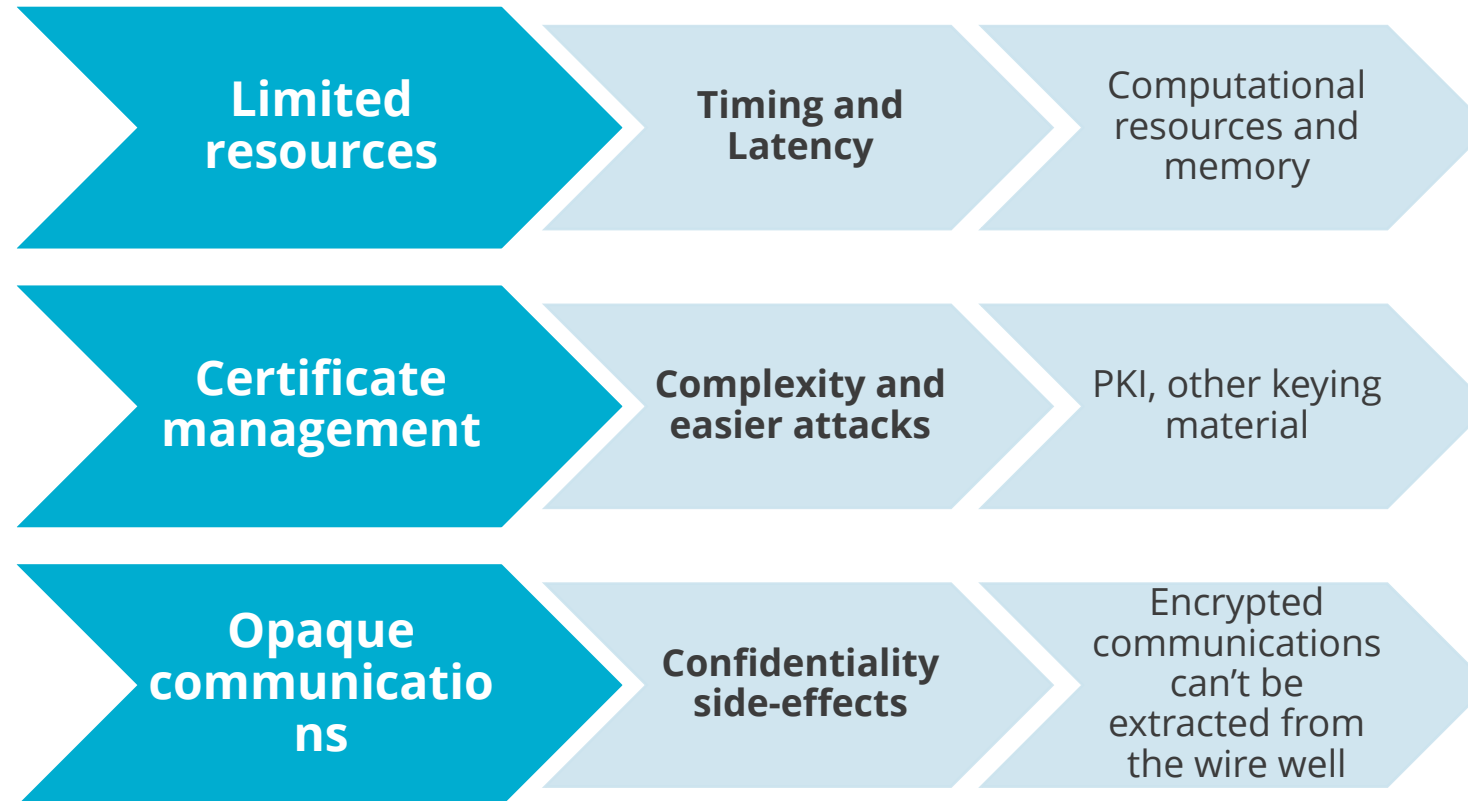 Limited
resources
Timing and
Latency
Computational
resources and
memory
Certificate
management
Complexity and
easier attacks
PKI, other keying
material
Opaque
communicatio
ns
Confidentiality
side-effects
Encrypted
communications
can’t be
extracted from
the wire well